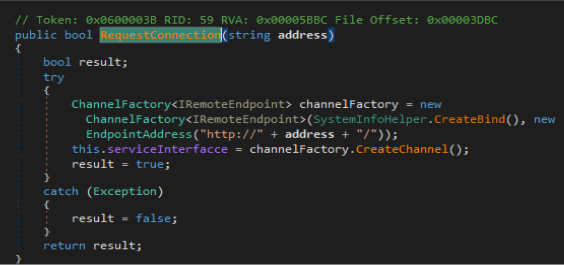 // Token: 0x0600003B RID: 59 RVA: 0x00005BBC File Offset: 0x00003DBC
public bool RequestConnection(string address)
{
bool result;
try
{
ChannelFactory<IRemoteEndpoint> channelFactory = new
ChannelFactory<IRemoteEndpoint>(SystemInfoHelper.CreateBind(), new
EndpointAddress("http://" + address + "/"));
this.serviceInterfacce = channelFactory.CreateChannel();
result = true;
}
catch (Exception)
{
result = false;
}
return result;
}